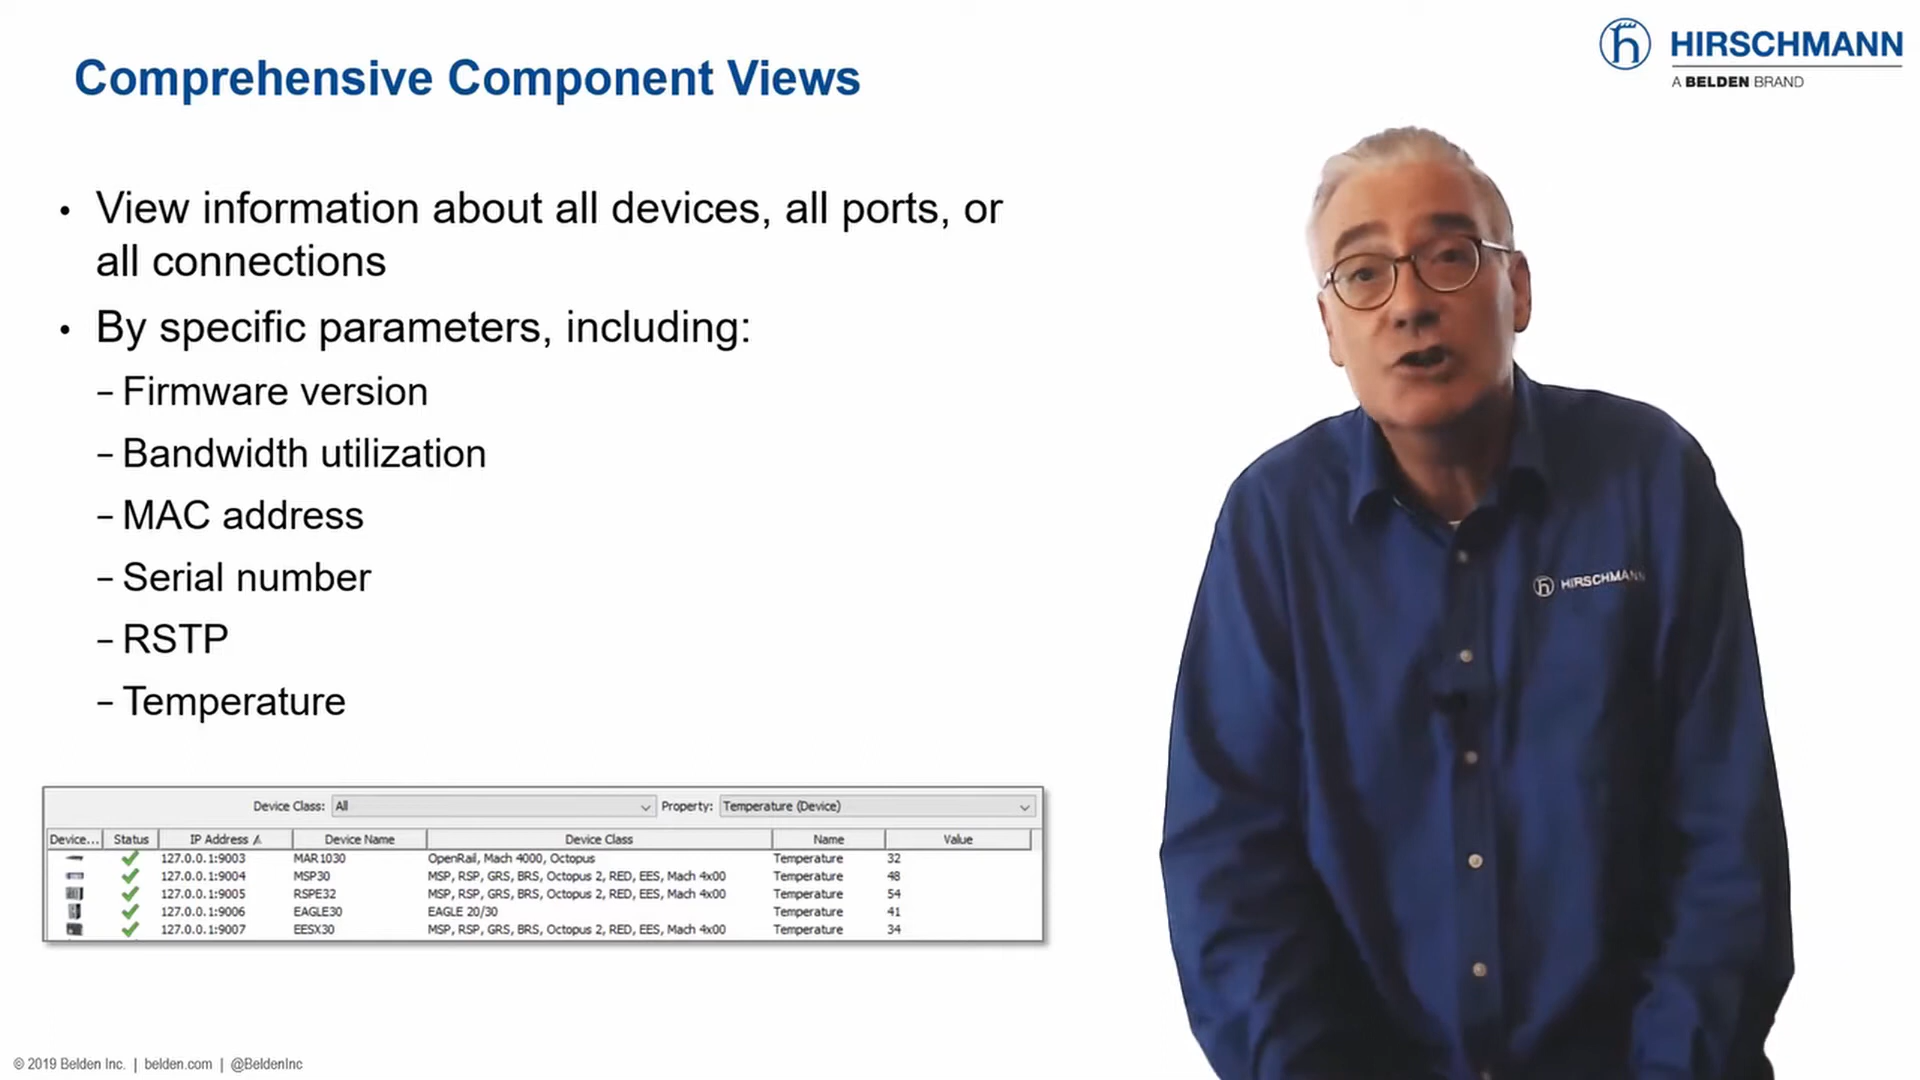 Comprehensive Component Views
HIRSCHMANN
A BELDEN BRAND
• View information about all devices, all ports, or
all connections
• By specific parameters, including:
– Firmware version
– Bandwidth utilization
– MAC address
– Serial number
– RSTP
– Temperature
HIRSCHMANN
Device Class: All Property: Temperature (Device)
Device... Status IP Address Device Name Device Class Name Value
127.0.0.1:9003 MAR1030 OpenRail, Mach 4000, Octopus Temperature 32
127.0.0.1:9004 MSP30 MSP, RSP, GRS, BRS, Octopus 2, RED, EES, Mach 4x00 Temperature 48
127.0.0.1:9005 RSPE32 MSP, RSP, GRS, BRS, Octopus 2, RED, EES, Mach 4x00 Temperature 54
127.0.0.1:9006 EAGLE30 EAGLE 20/30 Temperature 41
127.0.0.1:9007 EESX30 MSP, RSP, GRS, BRS, Octopus 2, RED, EES, Mach 4x00 Temperature 34
© 2019 Belden Inc. | belden.com | @BeldenInc